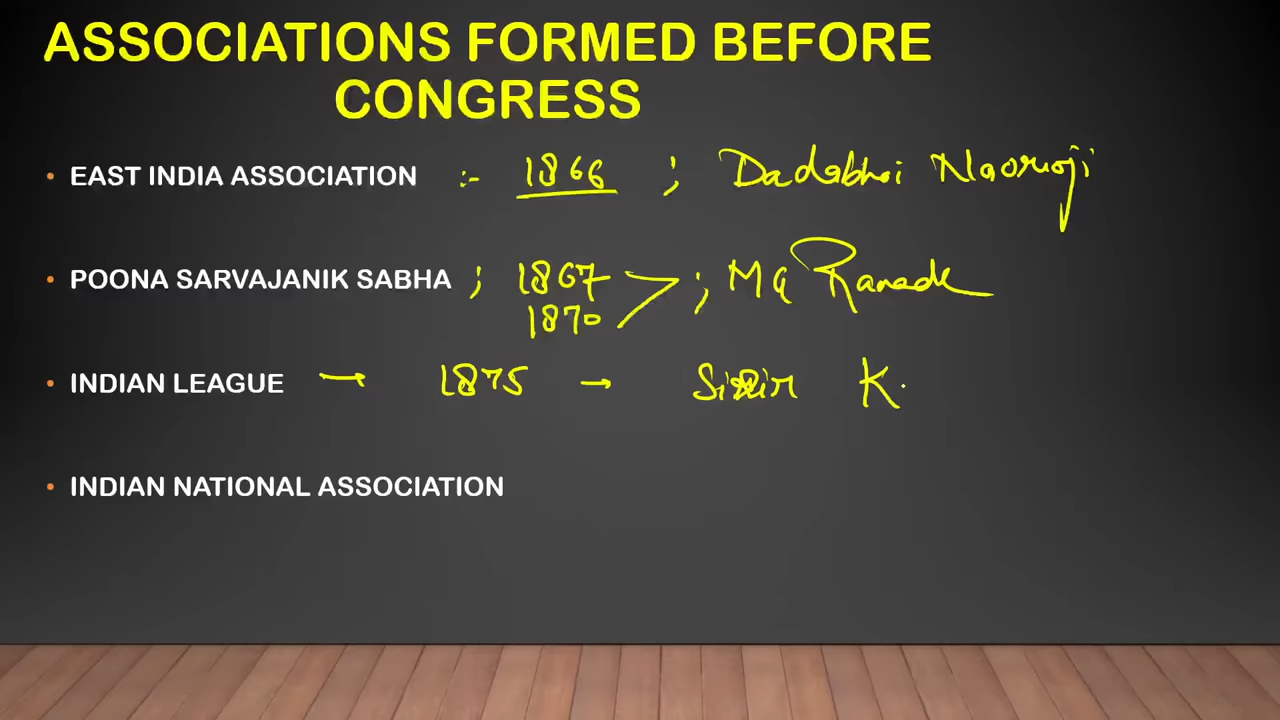 ASSOCIATIONS FORMED BEFORE
CONGRESS
• EAST INDIA ASSOCIATION :- 1866 ; Dadabhai Naoroji
• POONA SARVAJANIK SABHA ; 1867 ; MG Ranade
1870
• INDIAN LEAGUE → 1875 → Sisir K.
• INDIAN NATIONAL ASSOCIATION